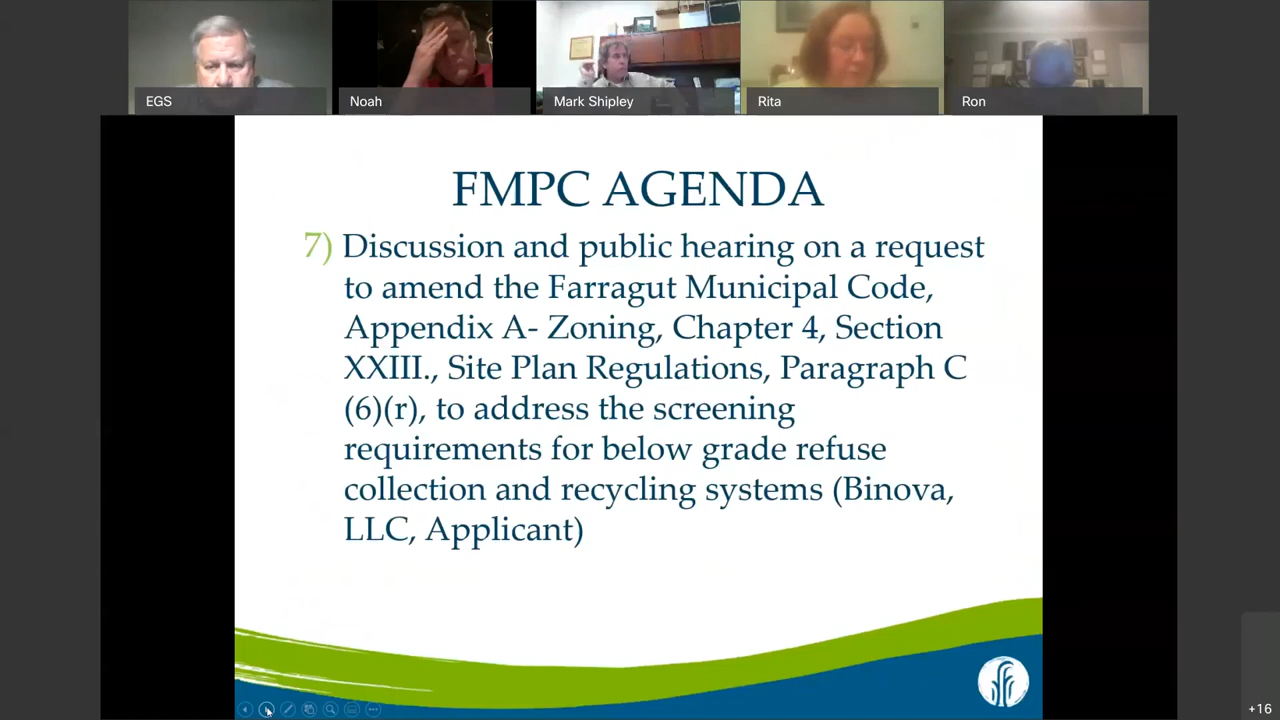 EGS
Noah
Mark Shipley
Rita
Ron
FMPC AGENDA
7) Discussion and public hearing on a request
to amend the Farragut Municipal Code,
Appendix A- Zoning, Chapter 4, Section
XXIII., Site Plan Regulations, Paragraph C
(6)(r), to address the screening
requirements for below grade refuse
collection and recycling systems (Binova,
LLC, Applicant)
+16